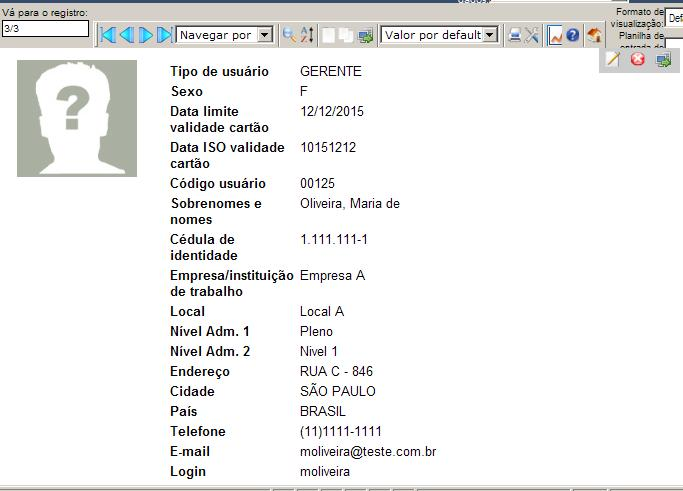 Vá para o registro:
3/3
Navegar por
Valor por default
Formato de
visualização:
Planilha de
Tipo de usuário GERENTE
Sexo F
Data limite
validade cartão 12/12/2015
Data ISO validade
cartão 10151212
Código usuário 00125
Sobrenomes e
nomes Oliveira, Maria de
Cédula de
identidade 1.111.111-1
Empresa/instituição
de trabalho Empresa A
Local Local A
Nível Adm. 1 Pleno
Nível Adm. 2 Nivel 1
Endereço RUA C - 846
Cidade SÃO PAULO
País BRASIL
Telefone (11)1111-1111
E-mail moliveira@teste.com.br
Login moliveira